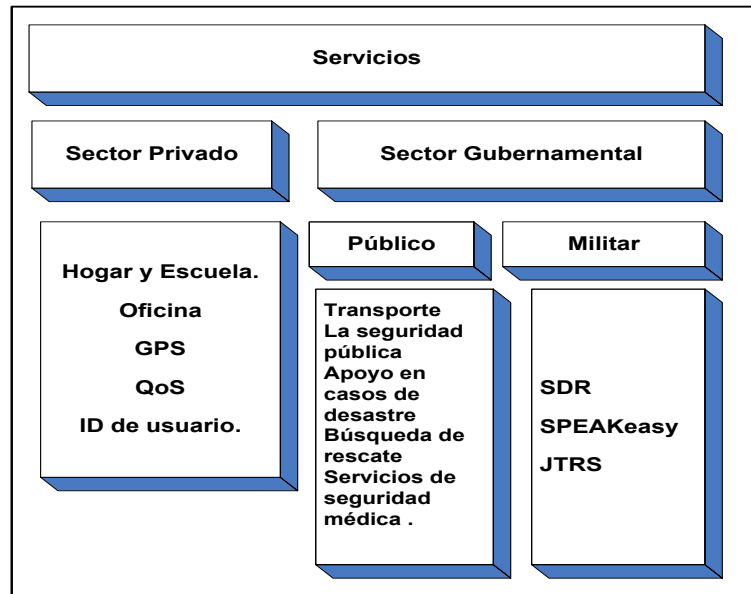 Servicios
Sector Privado
Sector Gubernamental
Hogar y Escuela.
Oficina
GPS
QoS
ID de usuario.
Público
Transporte
La seguridad
pública
Apoyo en
casos de
desastre
Búsqueda de
rescate
Servicios de
seguridad
médica .
Militar
SDR
SPEAKeasy
JTRS